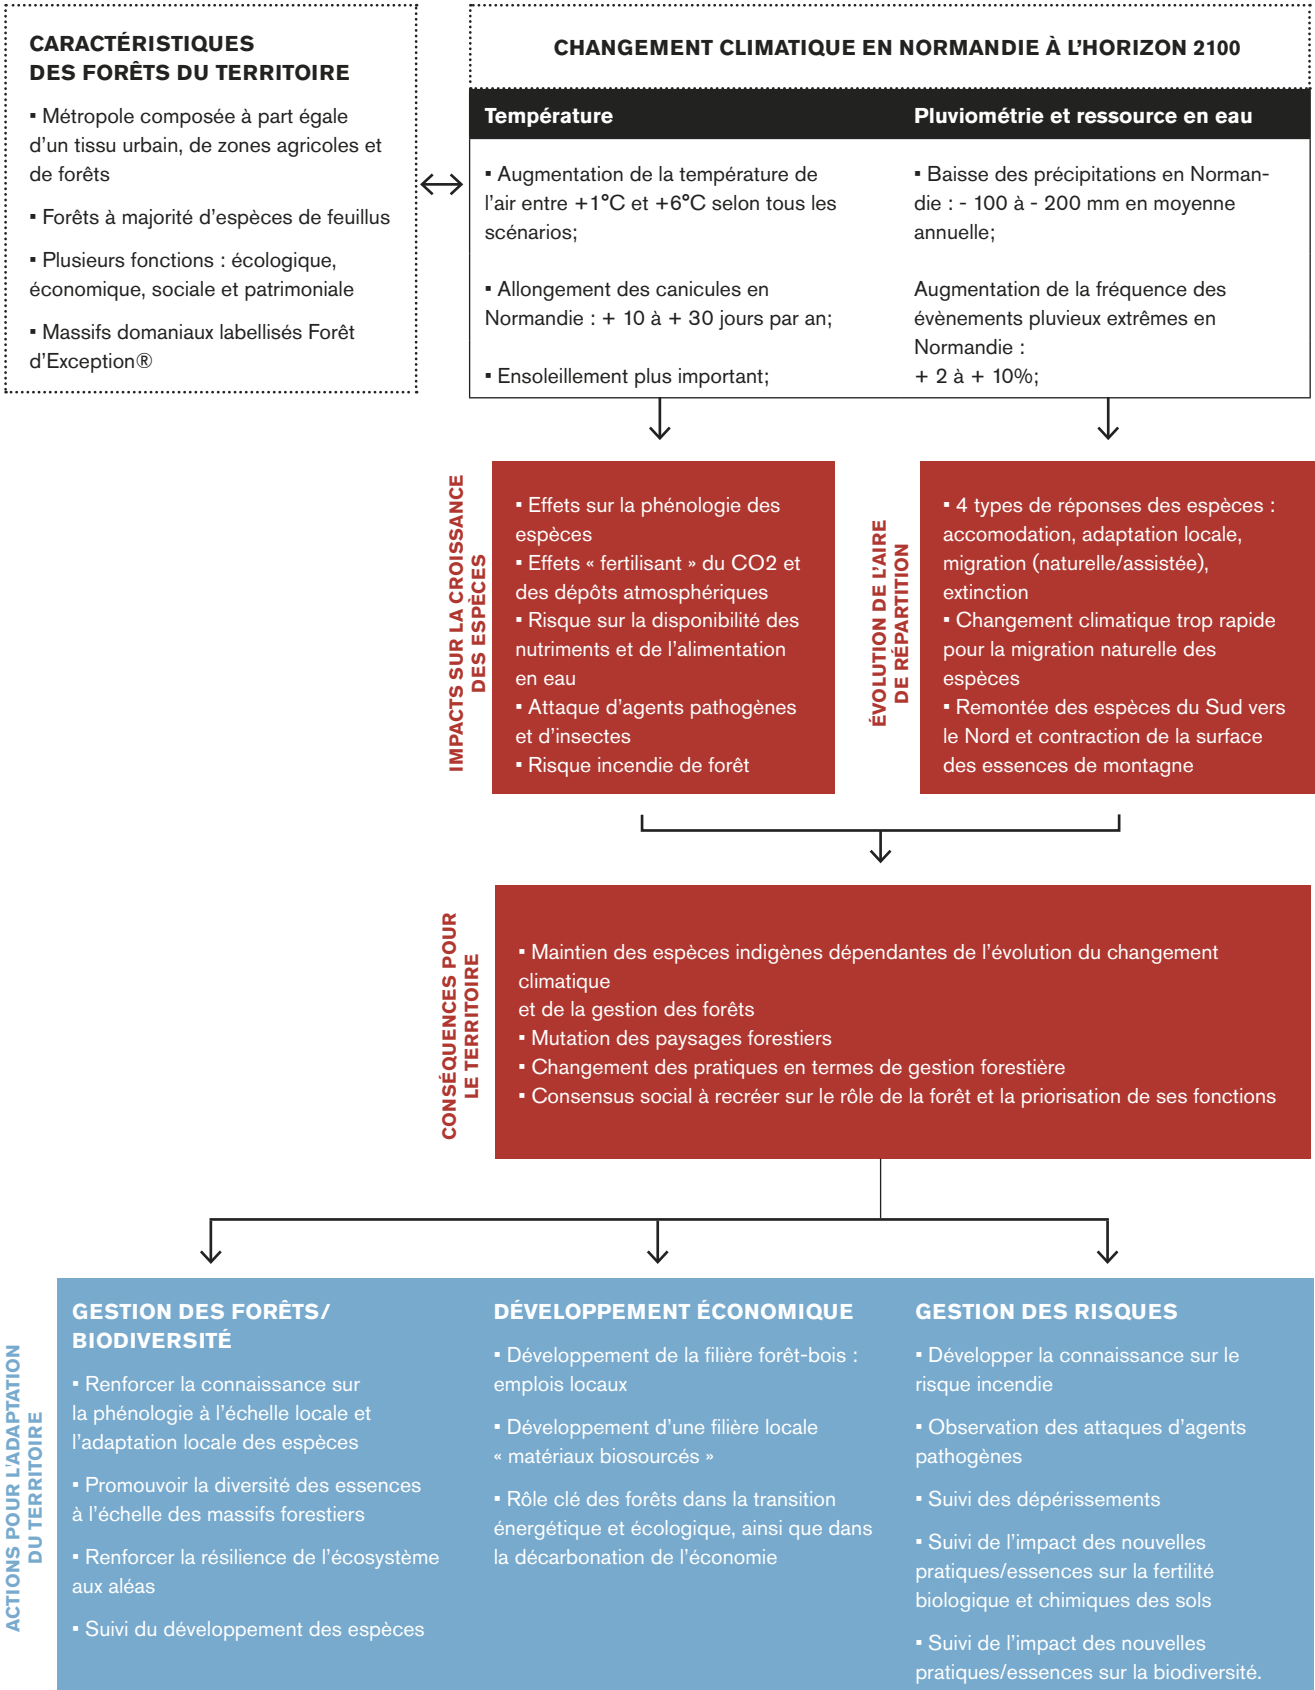 CARACTÉRISTIQUES
DES FORÊTS DU TERRITOIRE
▪ Métropole composée à part égale
d’un tissu urbain, de zones agricoles et
de forêts
▪ Forêts à majorité d’espèces de feuillus
▪ Plusieurs fonctions : écologique,
économique, sociale et patrimoniale
▪ Massifs domaniaux labellisés Forêt
d’Exception®
CHANGEMENT CLIMATIQUE EN NORMANDIE À L’HORIZON 2100
Température
▪ Augmentation de la température de
l’air entre +1°C et +6°C selon tous les
scénarios;
▪ Allongement des canicules en
Normandie : + 10 à + 30 jours par an;
▪ Ensoleillement plus important;
Pluviométrie et ressource en eau
▪ Baisse des précipitations en Norman-
die : - 100 à - 200 mm en moyenne
annuelle;
Augmentation de la fréquence des
évènements pluvieux extrêmes en
Normandie :
+ 2 à + 10%;
IMPACTS SUR LA CROISSANCE
DES ESPÈCES
▪ Effets sur la phénologie des
espèces
▪ Effets « fertilisant » du CO2 et
des dépôts atmosphériques
▪ Risque sur la disponibilité des
nutriments et de l’alimentation
en eau
▪ Attaque d’agents pathogènes
et d’insectes
▪ Risque incendie de forêt
ÉVOLUTION DE L’AIRE
DE RÉPARTITION
▪ 4 types de réponses des espèces :
accomodation, adaptation locale,
migration (naturelle/assistée),
extinction
▪ Changement climatique trop rapide
pour la migration naturelle des
espèces
▪ Remontée des espèces du Sud vers
le Nord et contraction de la surface
des essences de montagne
CONSÉQUENCES POUR
LE TERRITOIRE
▪ Maintien des espèces indigènes dépendantes de l’évolution du changement
climatique
et de la gestion des forêts
▪ Mutation des paysages forestiers
▪ Changement des pratiques en termes de gestion forestière
▪ Consensus social à recréer sur le rôle de la forêt et la priorisation de ses fonctions
ACTIONS POUR L’ADAPTATION
DU TERRITOIRE
GESTION DES FORÊTS/
BIODIVERSITÉ
▪ Renforcer la connaissance sur
la phénologie à l’échelle locale et
l’adaptation locale des espèces
▪ Promouvoir la diversité des essences
à l’échelle des massifs forestiers
▪ Renforcer la résilience de l’écosystème
aux aléas
▪ Suivi du développement des espèces
DÉVELOPPEMENT ÉCONOMIQUE
▪ Développement de la filière forêt-bois :
emplois locaux
▪ Développement d’une filière locale
« matériaux biosourcés »
▪ Rôle clé des forêts dans la transition
énergétique et écologique, ainsi que dans
la décarbonation de l’économie
GESTION DES RISQUES
▪ Développer la connaissance sur le
risque incendie
▪ Observation des attaques d’agents
pathogènes
▪ Suivi des dépérissements
▪ Suivi de l’impact des nouvelles
pratiques/essences sur la fertilité
biologique et chimiques des sols
▪ Suivi de l’impact des nouvelles
pratiques/essences sur la biodiversité.